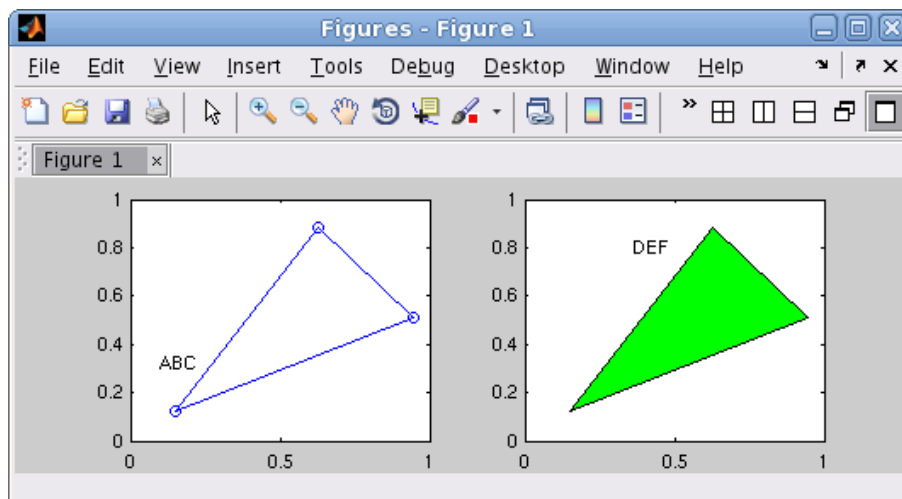 Figures - Figure 1
File Edit View Insert Tools Debug Desktop Window Help
Figure 1
1 1
0.8 DEF 0.8
0.6 0.6
0.4 0.4
ABC
0.2 0.2
0 0
0 0.5 1 0 0.5 1